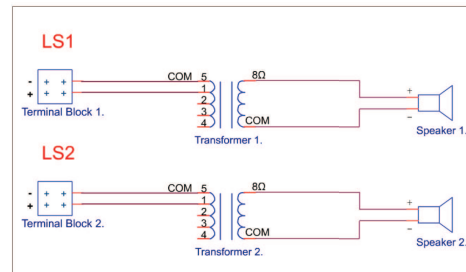 LS1
COM 5 8Ω
- 1
+ 2 +
3
Terminal Block 1. 4 COM −
Transformer 1. Speaker 1.
LS2
COM 5 8Ω
- 1
+ 2 +
3
Terminal Block 2. 4 COM −
Transformer 2. Speaker 2.